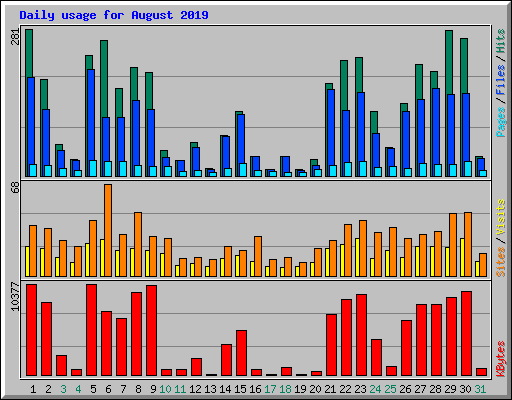 Daily usage for August 2019
281
Pages / Files / Hits
68
Sites / Visits
10377
KBytes
1 2 3 4 5 6 7 8 9 10 11 12 13 14 15 16 17 18 19 20 21 22 23 24 25 26 27 28 29 30 31